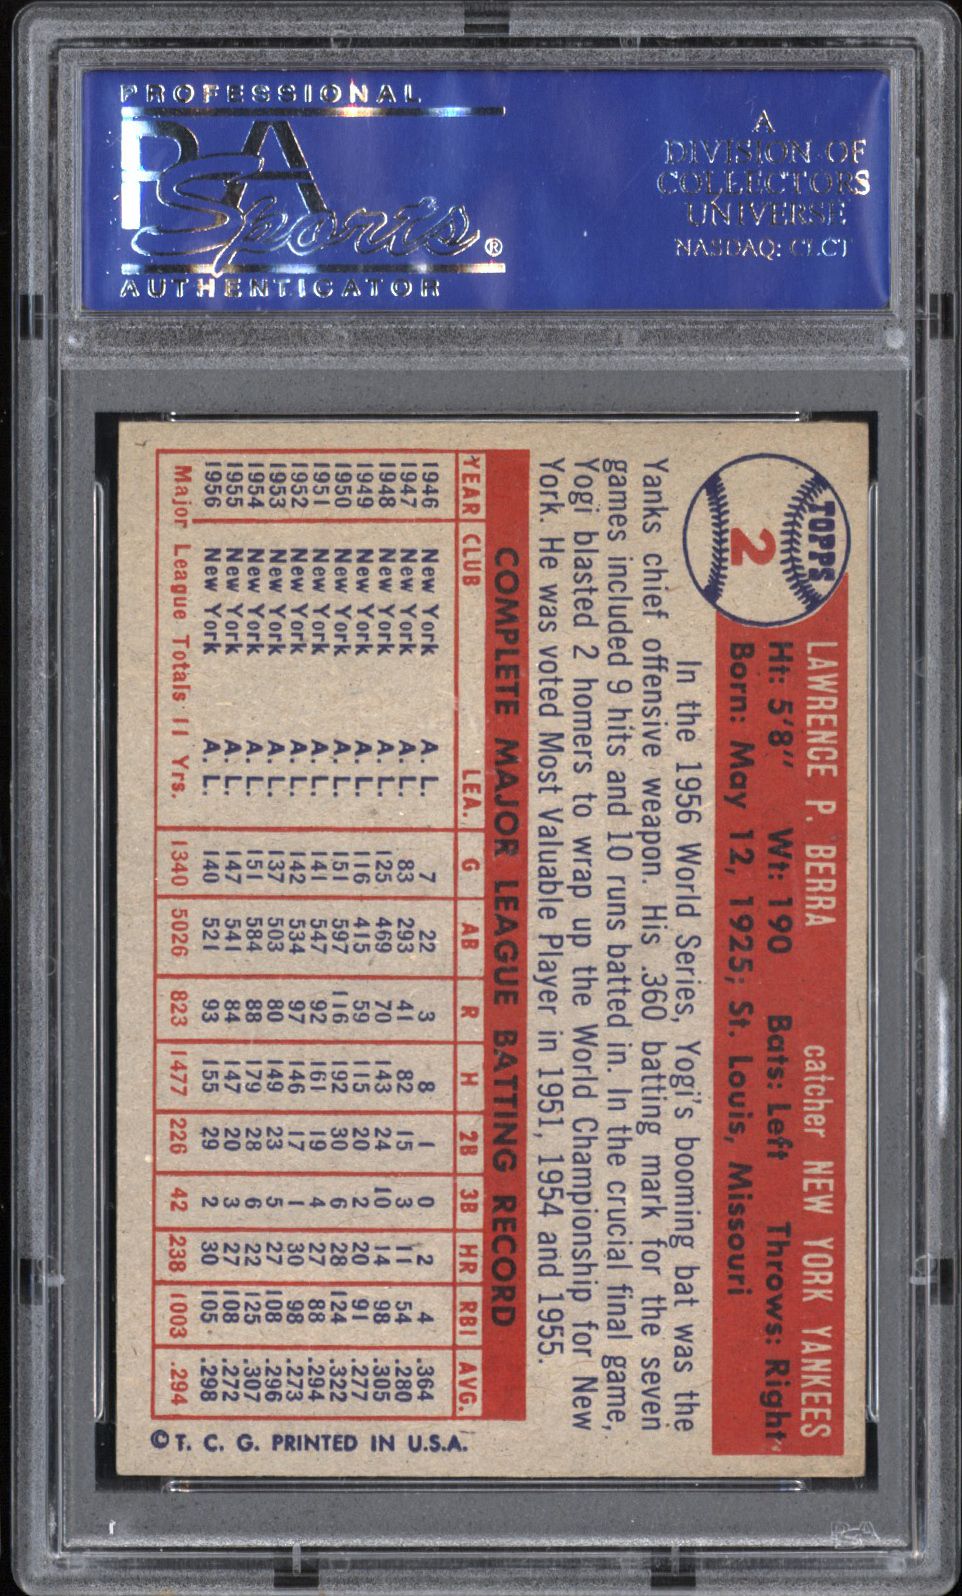 PROFESSIONAL
PSA
Sports®
AUTHENTICATOR
A
DIVISION OF
COLLECTORS
UNIVERSE
NASDAQ: CLCT
TOPPS
2
LAWRENCE P. BERRA catcher NEW YORK YANKEES
Ht: 5'8" Wt: 190 Bats: Left Throws: Right
Born: May 12, 1925; St. Louis, Missouri
In the 1956 World Series, Yogi's booming bat was the
Yanks chief offensive weapon. His .360 batting mark for the seven
games included 9 hits and 10 runs batted in. In the crucial final game,
Yogi blasted 2 homers to wrap up the World Championship for New
York. He was voted Most Valuable Player in 1951, 1954 and 1955.
COMPLETE MAJOR LEAGUE BATTING RECORD
YEAR CLUB LEA. G AB R H 2B 3B HR RBI AVG.
1946 New York A. L. 7 22 3 8 1 0 2 4 .364
1947 New York A. L. 83 293 41 82 15 3 11 54 .280
1948 New York A. L. 125 469 70 143 24 10 14 98 .305
1949 New York A. L. 116 415 59 115 20 2 20 91 .277
1950 New York A. L. 151 597 116 192 30 6 28 124 .322
1951 New York A. L. 141 547 92 161 19 4 27 88 .294
1952 New York A. L. 142 534 97 146 17 1 30 98 .273
1953 New York A. L. 137 503 80 149 23 5 27 108 .296
1954 New York A. L. 151 584 88 179 28 6 22 125 .307
1955 New York A. L. 147 541 84 147 20 3 27 108 .272
1956 New York A. L. 140 521 93 155 29 2 30 105 .298
Major League Totals 11 Yrs. 1340 5026 823 1477 226 42 238 1003 .294
© T. C. G. PRINTED IN U.S.A.
PSA